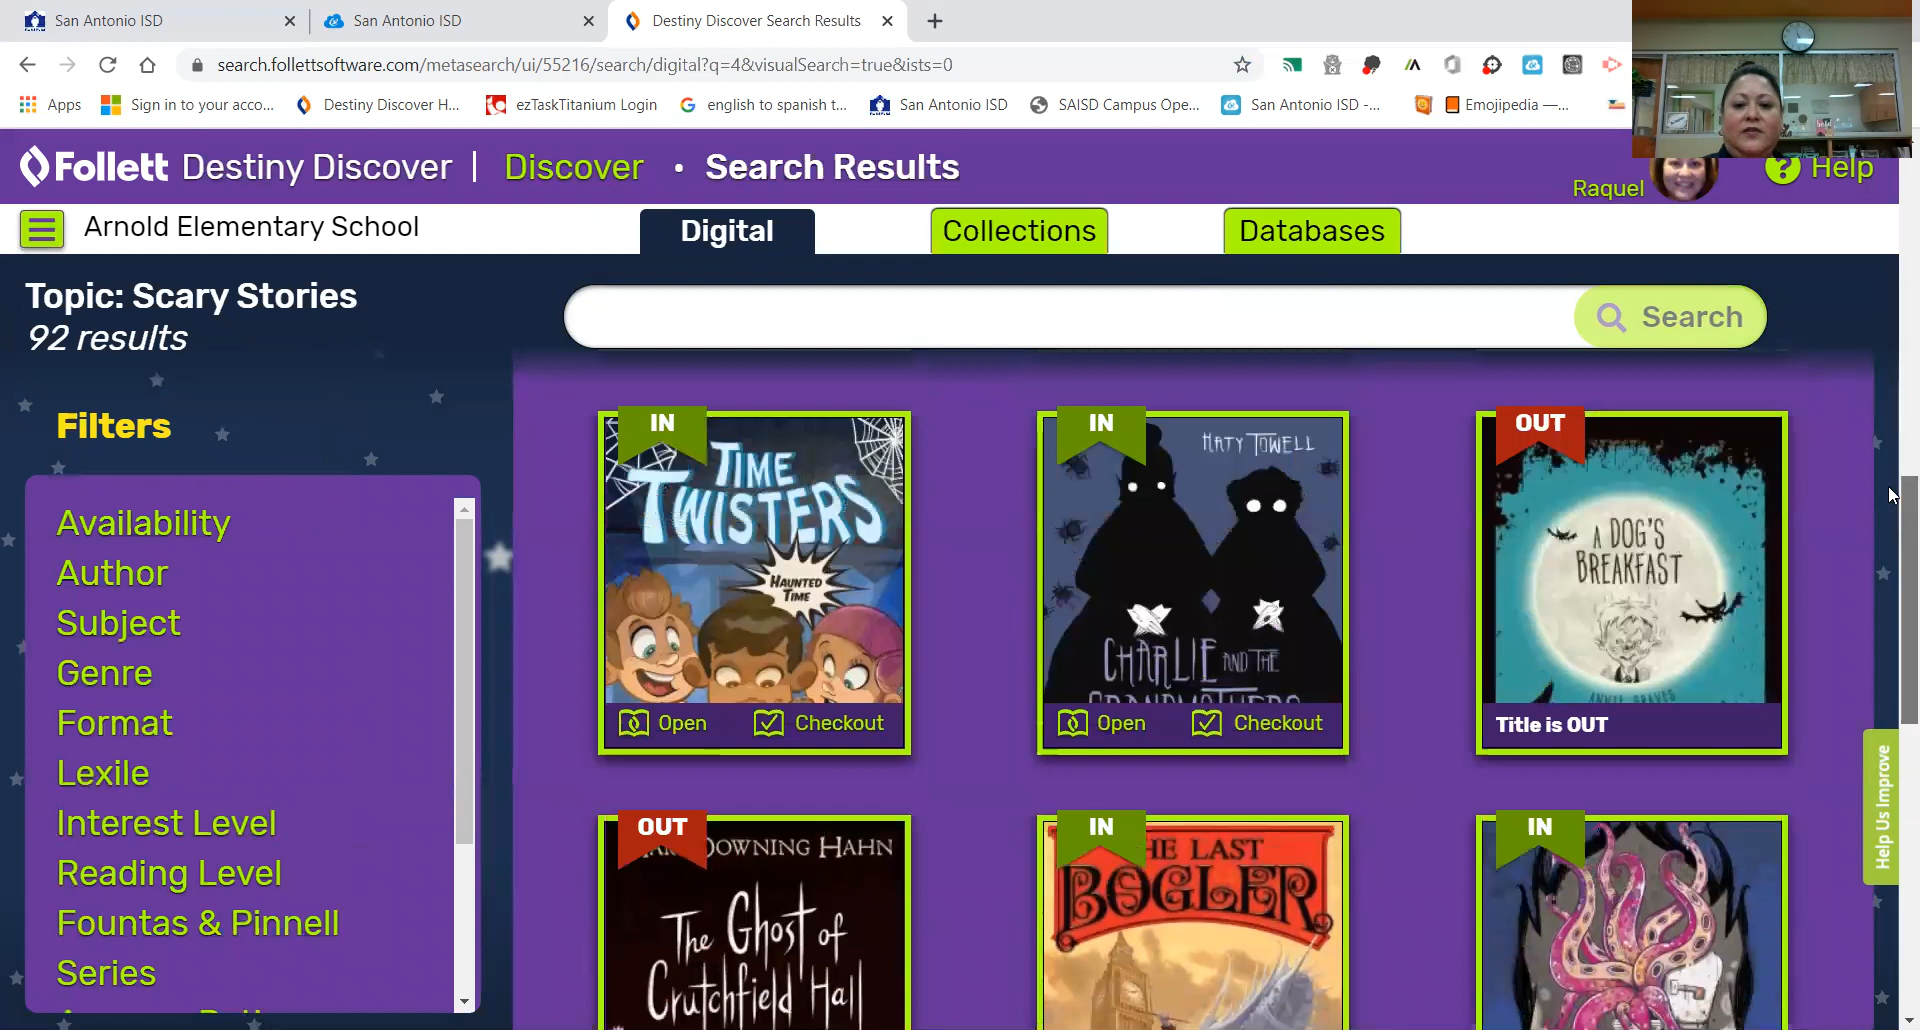 San Antonio ISD
San Antonio ISD
Destiny Discover Search Results
search.follettsoftware.com/metasearch/ui/55216/search/digital?q=4&visualSearch=true&ists=0
Apps
Sign in to your acco...
Destiny Discover H...
ezTaskTitanium Login
english to spanish t...
San Antonio ISD
SAISD Campus Ope...
San Antonio ISD -...
Emojipedia —...
Follett Destiny Discover | Discover • Search Results
Raquel
? Help
Arnold Elementary School
Digital
Collections
Databases
Topic: Scary Stories
92 results
Search
Filters
Availability
Author
Subject
Genre
Format
Lexile
Interest Level
Reading Level
Fountas & Pinnell
Series
IN
TIME
TWISTERS
HAUNTED
TIME
Open
Checkout
IN
KATY TOWELL
CHARLIE AND THE
GRANDMOTHERS
Open
Checkout
OUT
A DOG'S
BREAKFAST
ANNIE GRAVES
Title is OUT
OUT
DOWNING HAHN
The Ghost of
Crutchfield Hall
IN
THE LAST
BOGLER
IN
Help Us Improve